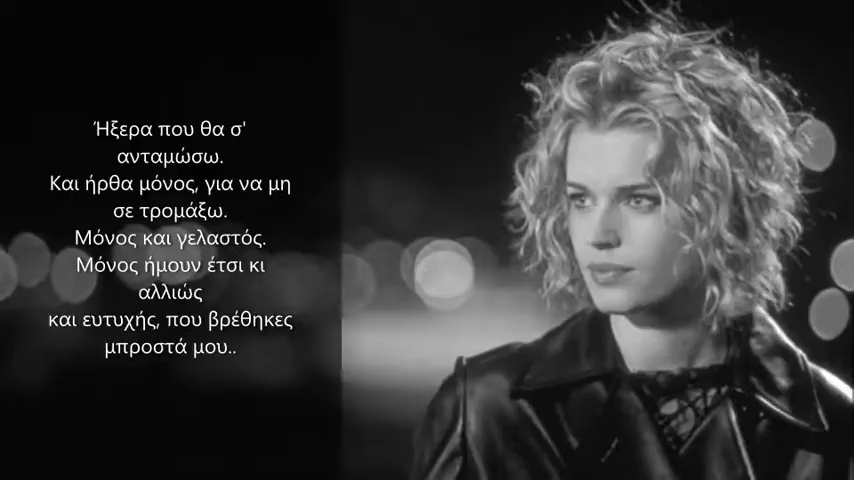 Ήξερα που θα σ'
ανταμώσω.
Και ήρθα μόνος, για να μη
σε τρομάξω.
Μόνος και γελαστός.
Μόνος ήμουν έτσι κι
αλλιώς
και ευτυχής, που βρέθηκες
μπροστά μου..